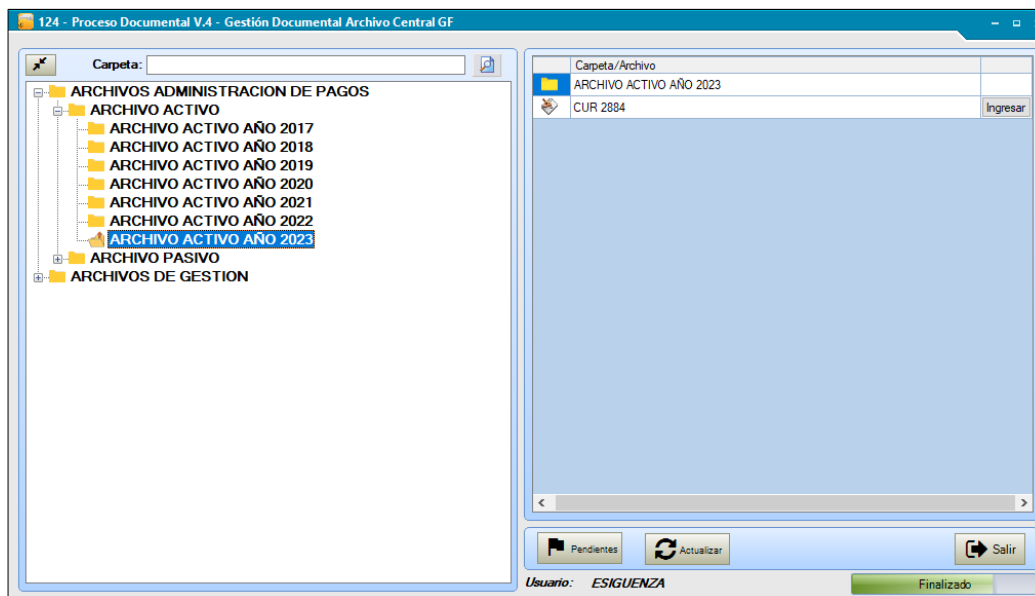 124 - Proceso Documental V.4 - Gestión Documental Archivo Central GF
Carpeta:
ARCHIVOS ADMINISTRACION DE PAGOS
ARCHIVO ACTIVO
ARCHIVO ACTIVO AÑO 2017
ARCHIVO ACTIVO AÑO 2018
ARCHIVO ACTIVO AÑO 2019
ARCHIVO ACTIVO AÑO 2020
ARCHIVO ACTIVO AÑO 2021
ARCHIVO ACTIVO AÑO 2022
ARCHIVO ACTIVO AÑO 2023
ARCHIVO PASIVO
ARCHIVOS DE GESTION
Carpeta/Archivo
ARCHIVO ACTIVO AÑO 2023
CUR 2884 Ingresar
Pendientes Actualizar Salir
Usuario: ESIGUENZA Finalizado